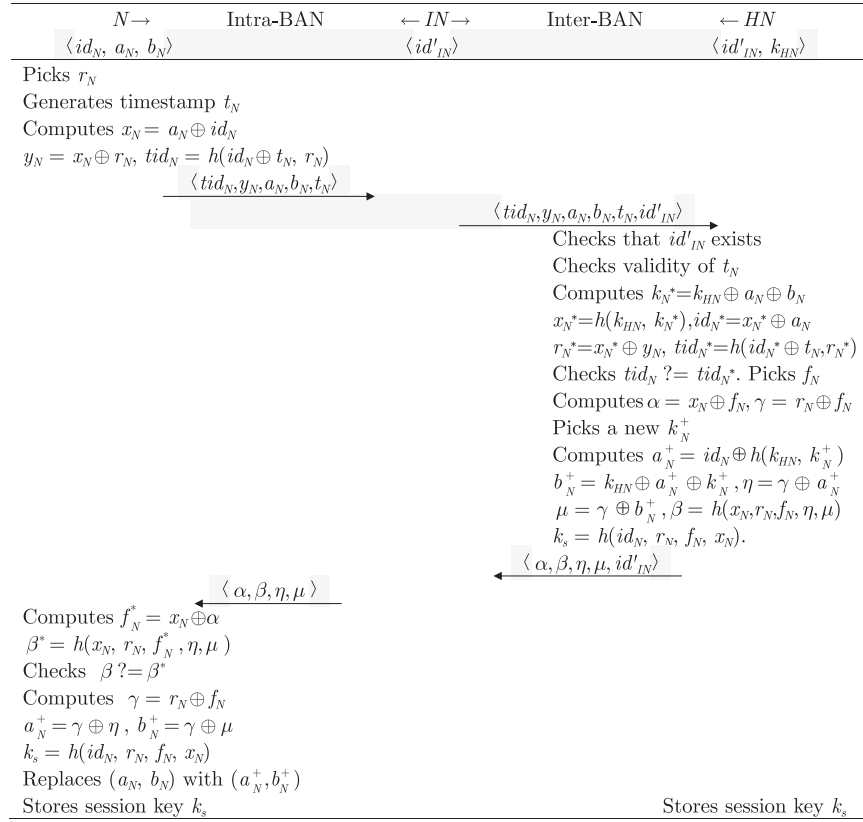 N→ Intra-BAN ←IN→ Inter-BAN ←HN
⟨id_N, a_N, b_N⟩ ⟨id'_IN⟩ ⟨id'_IN, k_HN⟩
Picks r_N
Generates timestamp t_N
Computes x_N = a_N ⊕ id_N
y_N = x_N ⊕ r_N, tid_N = h(id_N ⊕ t_N, r_N)
⟨tid_N,y_N,a_N,b_N,t_N⟩
⟨tid_N,y_N,a_N,b_N,t_N,id'_IN⟩
Checks that id'_IN exists
Checks validity of t_N
Computes k_N*=k_HN ⊕ a_N ⊕ b_N
x_N*=h(k_HN, k_N*),id_N*=x_N* ⊕ a_N
r_N*=x_N* ⊕ y_N, tid_N*=h(id_N* ⊕ t_N,r_N*)
Checks tid_N ?= tid_N*. Picks f_N
Computes α = x_N ⊕ f_N, γ = r_N ⊕ f_N
Picks a new k_N^+
Computes a_N^+ = id_N ⊕ h(k_HN, k_N^+)
b_N^+ = k_HN ⊕ a_N^+ ⊕ k_N^+, η = γ ⊕ a_N^+
μ = γ ⊕ b_N^+, β = h(x_N,r_N,f_N,η,μ)
k_s = h(id_N, r_N, f_N, x_N).
⟨α,β,η,μ,id'_IN⟩
⟨α,β,η,μ⟩
Computes f_N^* = x_N⊕α
β* = h(x_N, r_N, f_N^*,η,μ)
Checks β ?= β*
Computes γ = r_N ⊕ f_N
a_N^+ = γ ⊕ η, b_N^+ = γ ⊕ μ
k_s = h(id_N, r_N, f_N, x_N)
Replaces (a_N, b_N) with (a_N^+,b_N^+)
Stores session key k_s Stores session key k_s